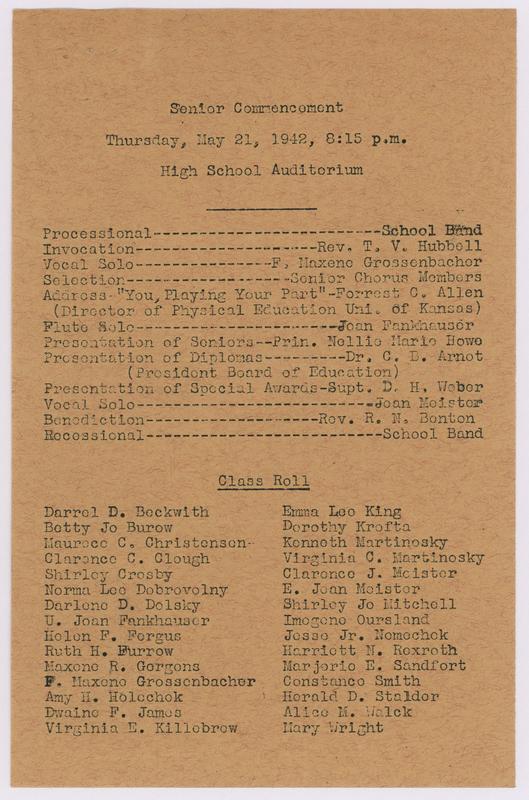 Senior Commencement
Thursday, May 21, 1942, 8:15 p.m.
High School Auditorium
Processional-----------------------School Band
Invocation-------------------Rev. T. V. Hubbell
Vocal Solo--------------F. Maxene Grossenbacher
Selection----------------Senior Chorus Members
Address-"You, Playing Your Part"-Forrest C. Allen
(Director of Physical Education Uni. of Kansas)
Flute Solo---------------------Joan Fankhauser
Presentation of Seniors--Prin. Nellie Marie Howe
Presentation of Diplomas----------Dr. C. B. Arnot
(President Board of Education)
Presentation of Special Awards-Supt. D. H. Weber
Vocal Solo------------------------Joan Meister
Benediction------------------Rev. R. N. Benton
Recessional------------------------School Band
Class Roll
Darrel D. Beckwith
Betty Jo Burow
Maurece C. Christensen
Clarence C. Clough
Shirley Crosby
Norma Lee Dobrovolny
Darlene D. Dolsky
U. Joan Fankhauser
Helen F. Fergus
Ruth H. Furrow
Maxene R. Gergens
F. Maxene Grossenbacher
Amy H. Holechek
Dwaine F. James
Virginia E. Killebrew
Emma Lee King
Dorothy Krofta
Kenneth Martinosky
Virginia C. Martinosky
Clarence J. Meister
E. Joan Meister
Shirley Jo Mitchell
Imogene Oursland
Jesse Jr. Nemechek
Harriett N. Rexroth
Marjorie E. Sandfort
Constance Smith
Herald D. Stalder
Alice M. Walck
Mary Wright